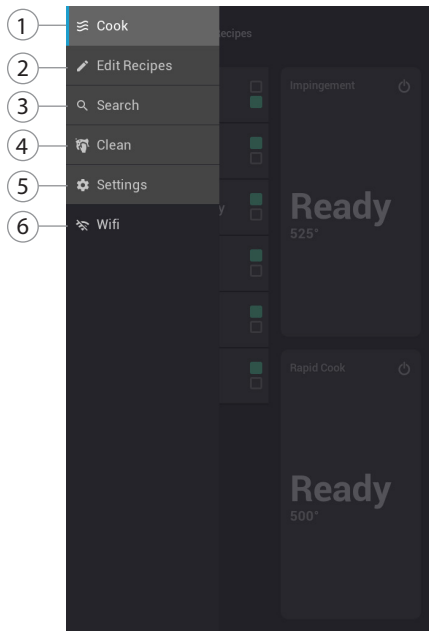 1
Cook
2
Edit Recipes
3
Search
4
Clean
5
Settings
6
Wifi
ecipes
y
Impingement
Ready
525°
Rapid Cook
Ready
500°